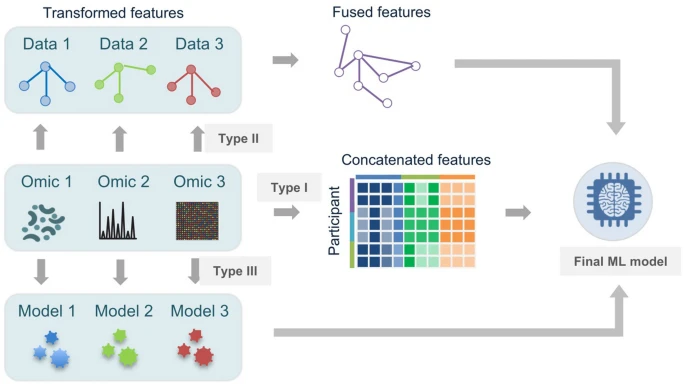 Transformed features
Fused features
Data 1 Data 2 Data 3
Type II
Concatenated features
Omic 1 Omic 2 Omic 3
Type I
Participant
Type III
Final ML model
Model 1 Model 2 Model 3